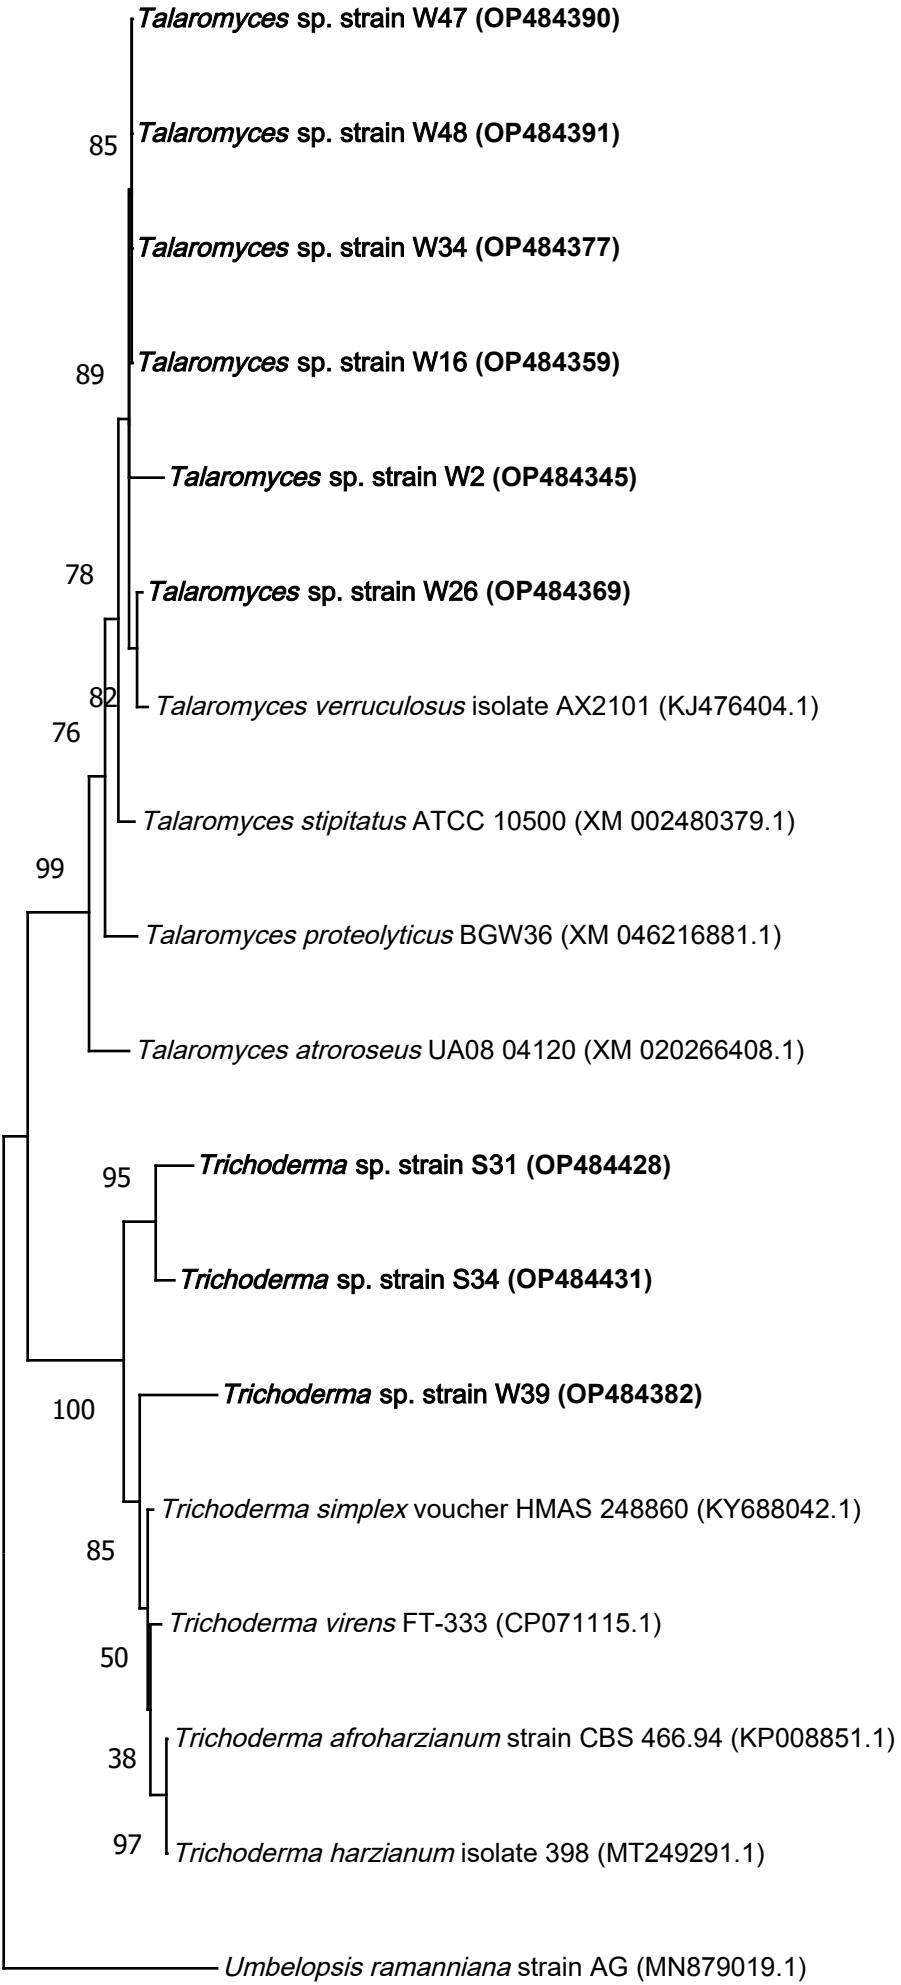 Talaromyces sp. strain W47 (OP484390)
85
Talaromyces sp. strain W48 (OP484391)
Talaromyces sp. strain W34 (OP484377)
89
Talaromyces sp. strain W16 (OP484359)
Talaromyces sp. strain W2 (OP484345)
78
Talaromyces sp. strain W26 (OP484369)
82
Talaromyces verruculosus isolate AX2101 (KJ476404.1)
76
Talaromyces stipitatus ATCC 10500 (XM 002480379.1)
99
Talaromyces proteolyticus BGW36 (XM 046216881.1)
Talaromyces atroroseus UA08 04120 (XM 020266408.1)
95
Trichoderma sp. strain S31 (OP484428)
Trichoderma sp. strain S34 (OP484431)
100
Trichoderma sp. strain W39 (OP484382)
Trichoderma simplex voucher HMAS 248860 (KY688042.1)
85
Trichoderma virens FT-333 (CP071115.1)
50
Trichoderma afroharzianum strain CBS 466.94 (KP008851.1)
38
97
Trichoderma harzianum isolate 398 (MT249291.1)
Umbelopsis ramanniana strain AG (MN879019.1)